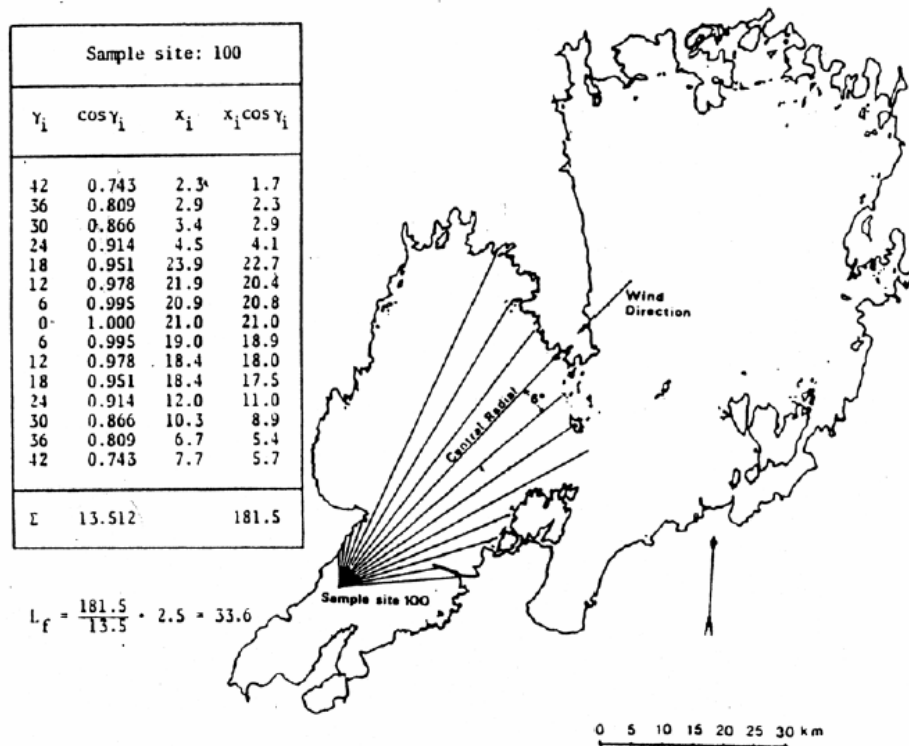 Sample site: 100
γi cosγi xi xicosγi
42 0.743 2.3 1.7
36 0.809 2.9 2.3
30 0.866 3.4 2.9
24 0.914 4.5 4.1
18 0.951 23.9 22.7
12 0.978 21.9 20.4
6 0.995 20.9 20.8
0 1.000 21.0 21.0
6 0.995 19.0 18.9
12 0.978 18.4 18.0
18 0.951 18.4 17.5
24 0.914 12.0 11.0
30 0.866 10.3 8.9
36 0.809 6.7 5.4
42 0.743 7.7 5.7
Σ 13.512 181.5
Lf = 181.5 / 13.5 · 2.5 = 33.6
Wind
Direction
Central Radial
6°
Sample site 100
0 5 10 15 20 25 30 km